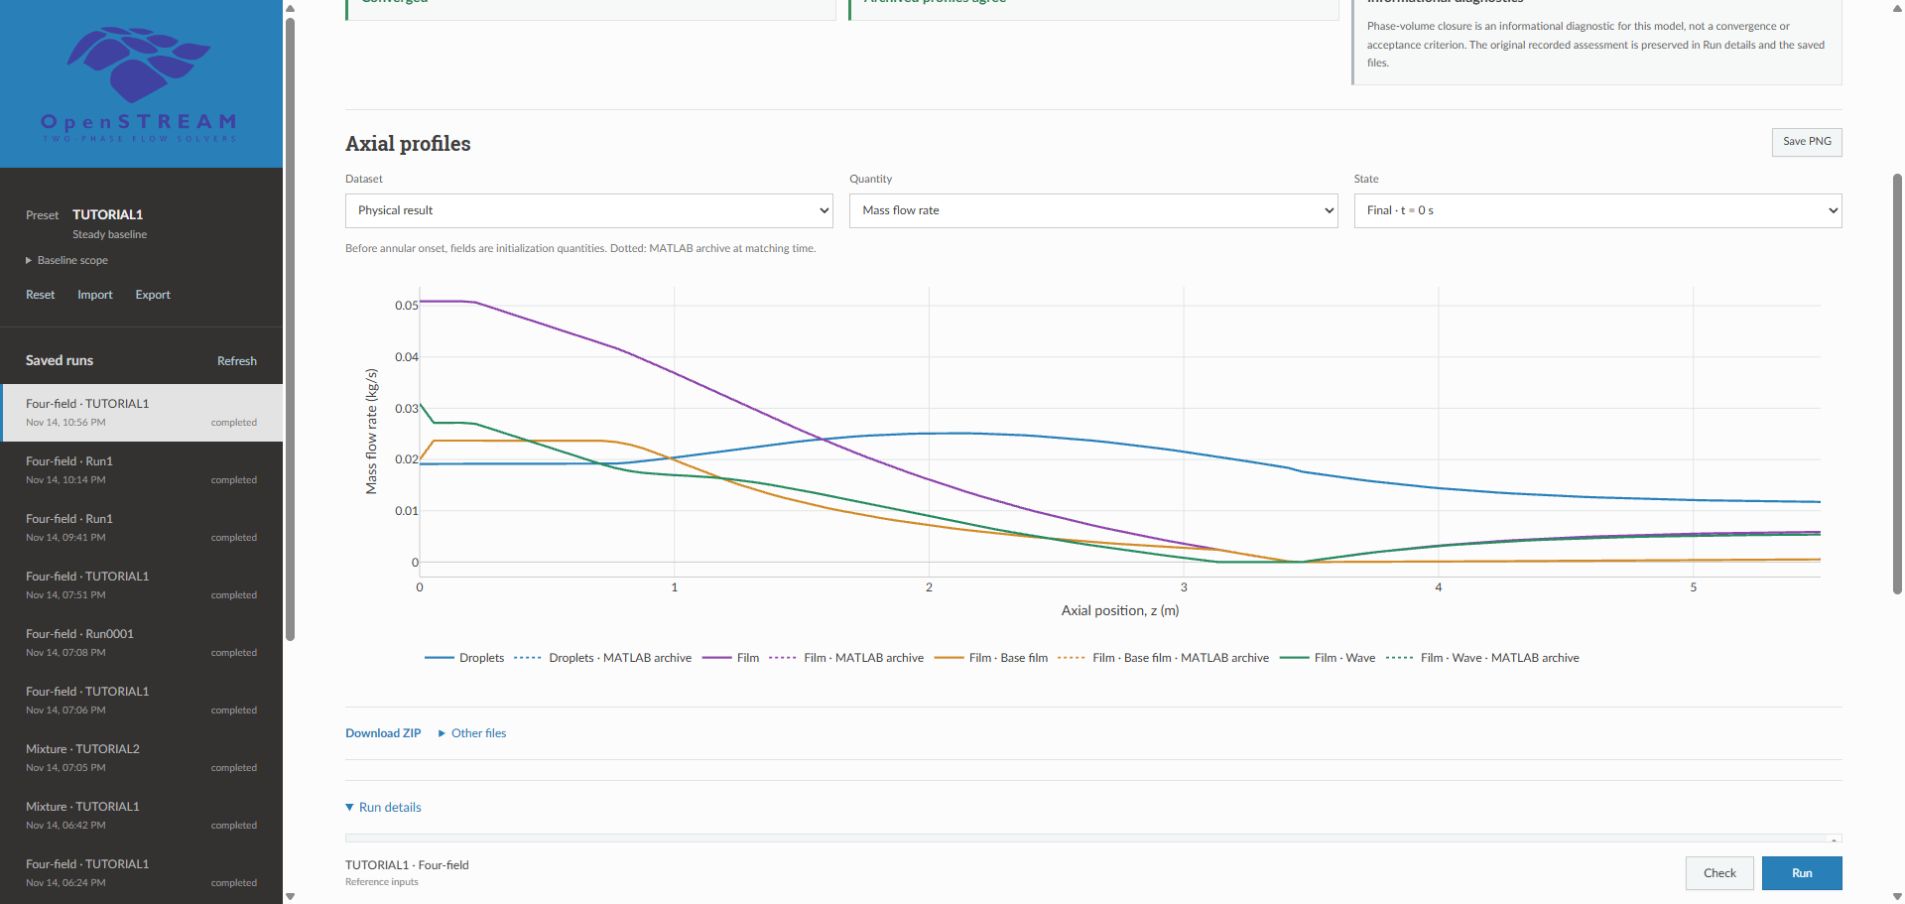 Converged
Archived profiles agree
Informational diagnostics
Phase-volume closure is an informational diagnostic for this model, not a convergence or
acceptance criterion. The original recorded assessment is preserved in Run details and the saved
files.
OpenSTREAM
TWO-PHASE FLOW SOLVERS
Preset TUTORIAL1
Steady baseline
Baseline scope
Reset Import Export
Saved runs Refresh
Four-field · TUTORIAL1
Nov 14, 10:56 PM completed
Four-field · Run1
Nov 14, 10:14 PM completed
Four-field · Run1
Nov 14, 09:41 PM completed
Four-field · TUTORIAL1
Nov 14, 07:51 PM completed
Four-field · Run0001
Nov 14, 07:08 PM completed
Four-field · TUTORIAL1
Nov 14, 07:06 PM completed
Mixture · TUTORIAL2
Nov 14, 07:05 PM completed
Mixture · TUTORIAL1
Nov 14, 06:42 PM completed
Four-field · TUTORIAL1
Nov 14, 06:24 PM completed
Axial profiles
Save PNG
Dataset Quantity State
Physical result Mass flow rate Final · t = 0 s
Before annular onset, fields are initialization quantities. Dotted: MATLAB archive at matching time.
Mass flow rate (kg/s)
0.05
0.04
0.03
0.02
0.01
0
0 1 2 3 4 5
Axial position, z (m)
Droplets Droplets · MATLAB archive Film Film · MATLAB archive Film · Base film Film · Base film · MATLAB archive Film · Wave Film · Wave · MATLAB archive
Download ZIP Other files
Run details
TUTORIAL1 · Four-field
Reference inputs
Check Run